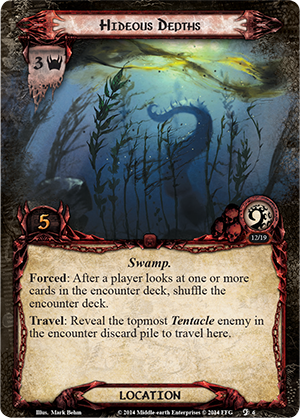 Hideous Depths
3
5
12/19
Swamp.
Forced: After a player looks at one or more
cards in the encounter deck, shuffle the
encounter deck.
Travel: Reveal the topmost Tentacle enemy in
the encounter discard pile to travel here.
LOCATION
Illus. Mark Behm
© 2014 Middle-earth Enterprises © 2014 FFG
6